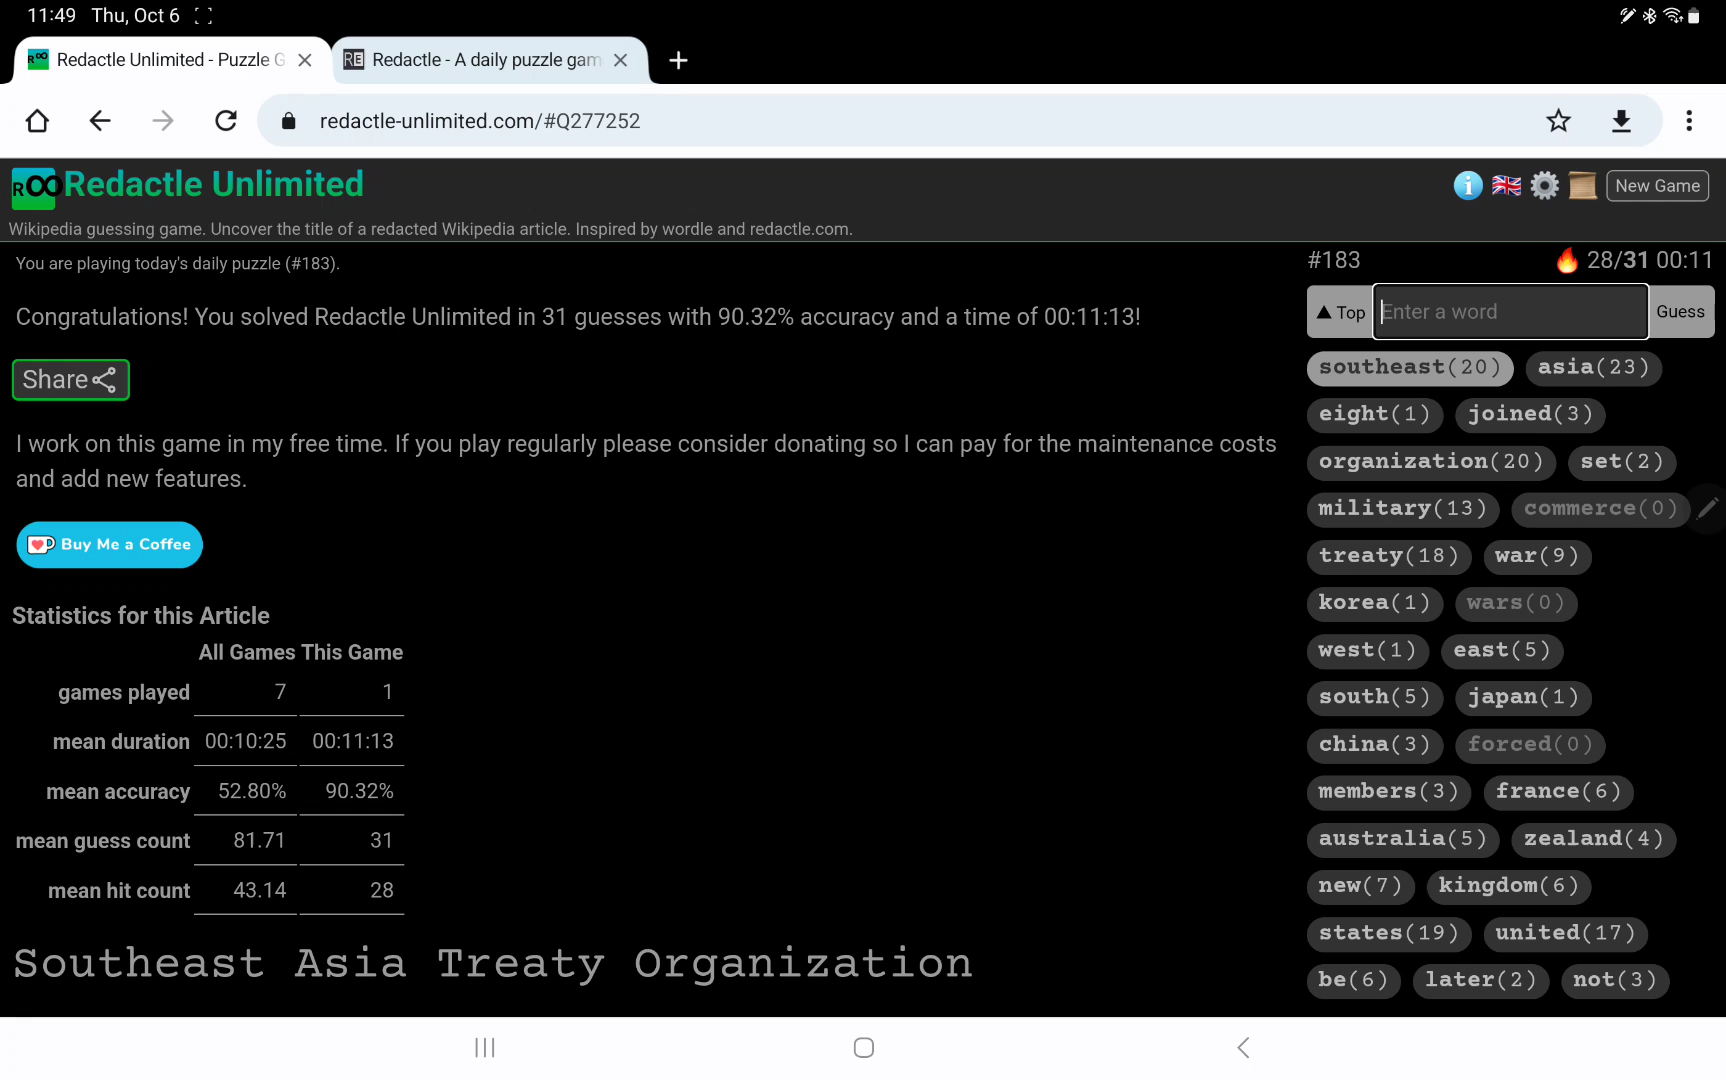 11:49 Thu, Oct 6
Redactle Unlimited - Puzzle G
RE Redactle - A daily puzzle gam
redactle-unlimited.com/#Q277252
R∞ Redactle Unlimited
New Game
Wikipedia guessing game. Uncover the title of a redacted Wikipedia article. Inspired by wordle and redactle.com.
You are playing today's daily puzzle (#183).
Congratulations! You solved Redactle Unlimited in 31 guesses with 90.32% accuracy and a time of 00:11:13!
Share
I work on this game in my free time. If you play regularly please consider donating so I can pay for the maintenance costs
and add new features.
Buy Me a Coffee
Statistics for this Article
All Games This Game
games played 7 1
mean duration 00:10:25 00:11:13
mean accuracy 52.80% 90.32%
mean guess count 81.71 31
mean hit count 43.14 28
Southeast Asia Treaty Organization
#183 🔥 28/31 00:11
▲ Top Enter a word Guess
southeast(20) asia(23)
eight(1) joined(3)
organization(20) set(2)
military(13) commerce(0)
treaty(18) war(9)
korea(1) wars(0)
west(1) east(5)
south(5) japan(1)
china(3) forced(0)
members(3) france(6)
australia(5) zealand(4)
new(7) kingdom(6)
states(19) united(17)
be(6) later(2) not(3)